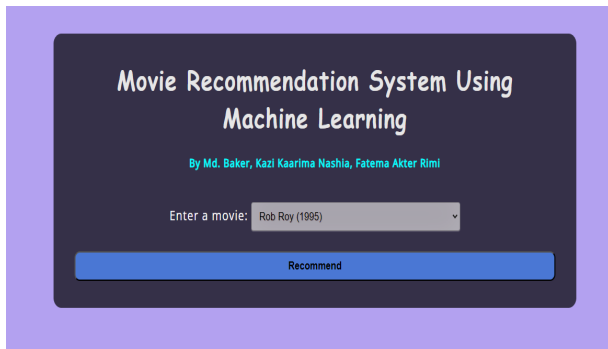 Movie Recommendation System Using
Machine Learning
By Md. Baker, Kazi Kaarima Nashia, Fatema Akter Rimi
Enter a movie: Rob Roy (1995)
Recommend